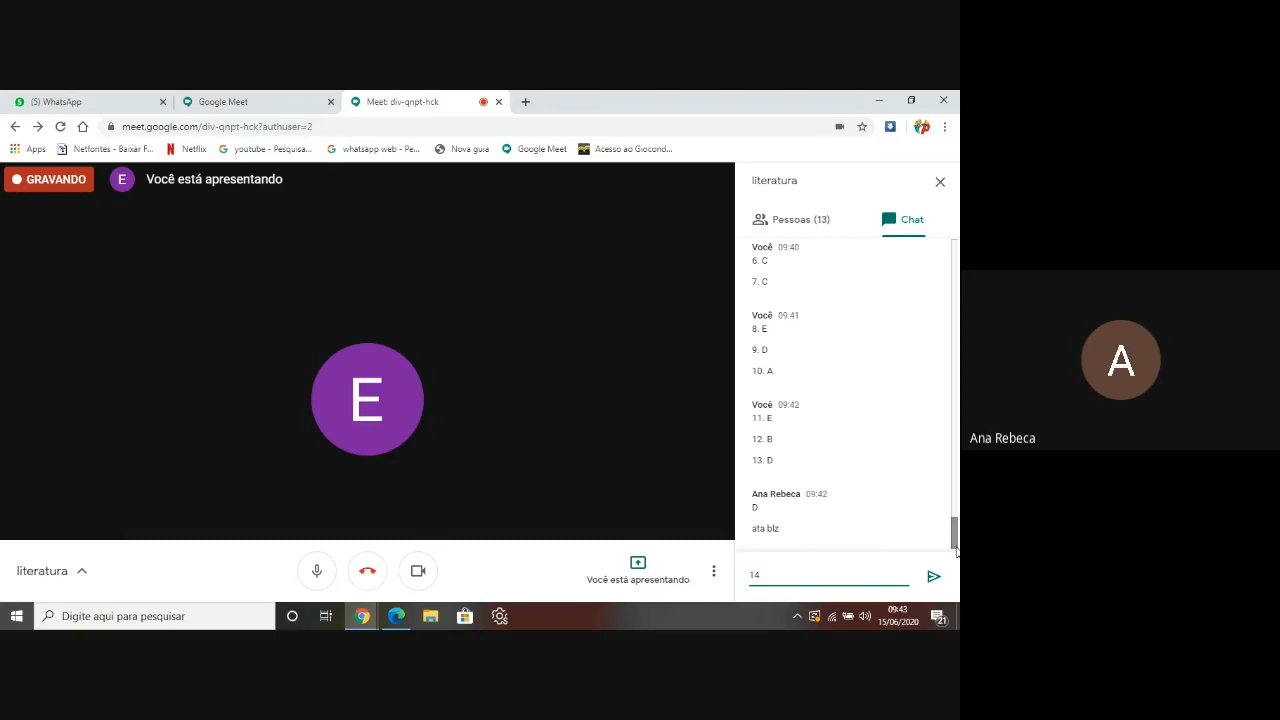 (5) WhatsApp
Google Meet
Meet: div-qnpt-hck
meet.google.com/div-qnpt-hck?authuser=2
Apps
Netfontes - Baixar F...
Netflix
youtube - Pesquisa...
whatsapp web - Pe...
Nova guia
Google Meet
Acesso ao Giocond...
GRAVANDO
E
Você está apresentando
E
literatura
Pessoas (13)
Chat
Você 09:40
6. C
7. C
Você 09:41
8. E
9. D
10. A
Você 09:42
11. E
12. B
13. D
Ana Rebeca 09:42
D
ata blz
14
literatura
Você está apresentando
Digite aqui para pesquisar
09:43
15/06/2020
21
A
Ana Rebeca